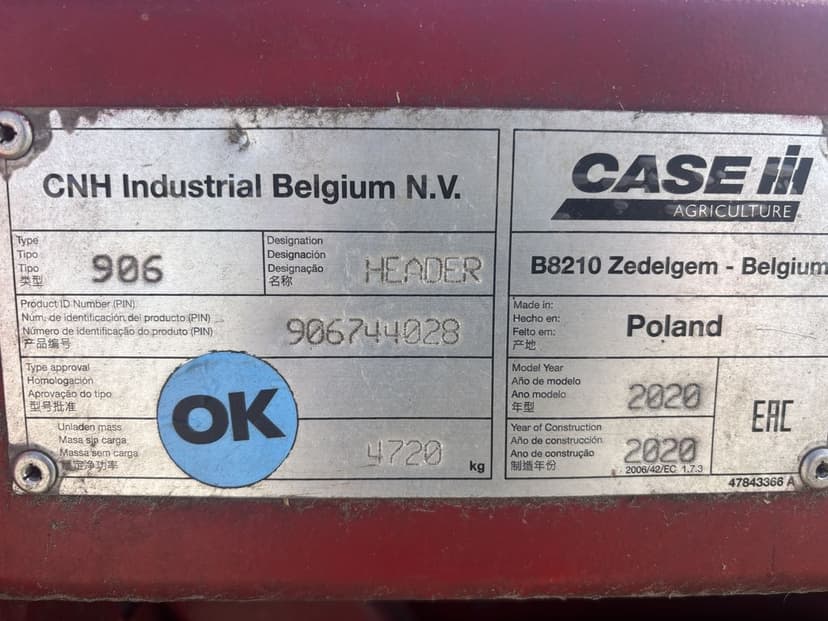 CNH Industrial Belgium N.V.
Type
Tipo
Tipo
类型
906
Designation
Designación
Designação
名称
HEADER
Product ID Number (PIN)
Núm. de identificación del producto (PIN)
Número de identificação do produto (PIN)
产品编号
906744028
Type approval
Homologación
Aprovação do tipo
型号批准
OK
Unladen mass
Masa sin carga
Massa sem carga
定净功率
4720
kg
CASE IH
AGRICULTURE
B8210 Zedelgem - Belgium
Made in:
Hecho en:
Feito em:
产地
Poland
Model Year
Año de modelo
Ano modelo
年型
2020
Year of Construction
Año de construcción
Ano de construção
制造年份
2020
2006/42/EC 1.7.3
EAC
47843366 A